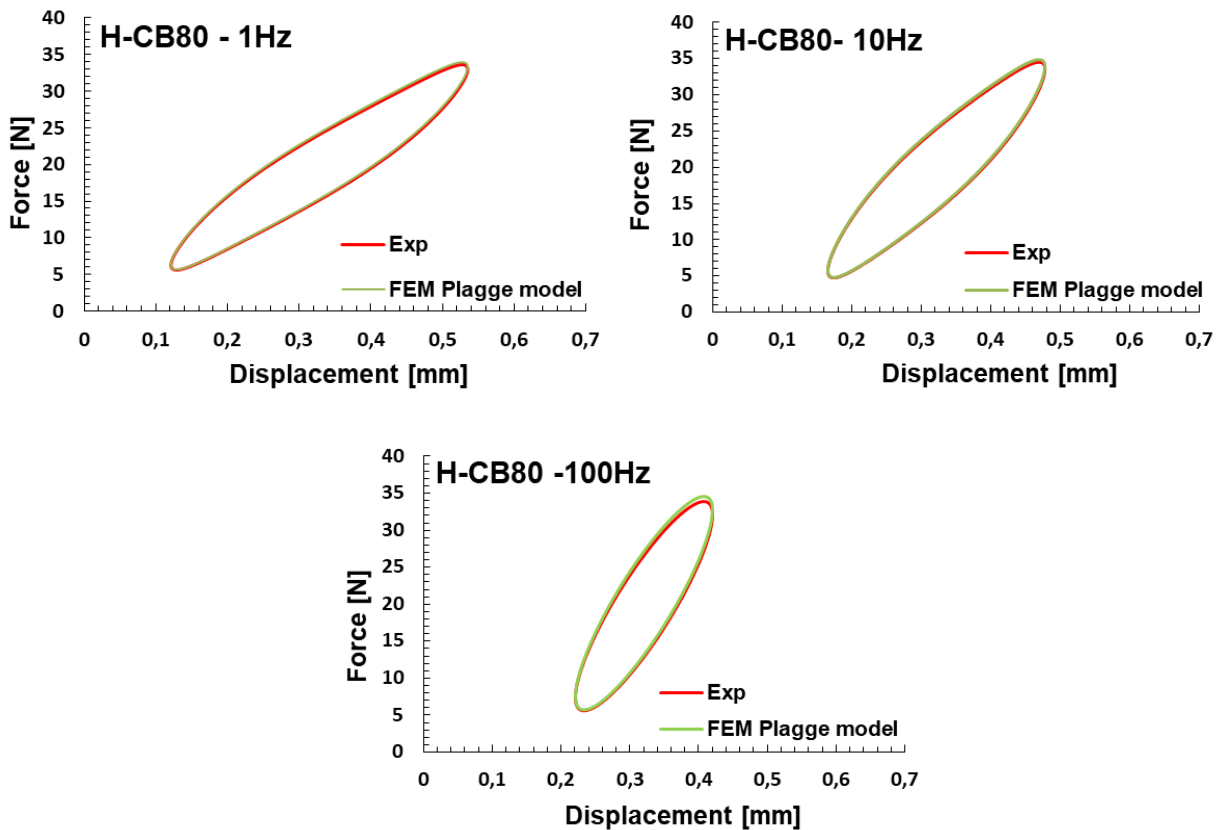 H-CB80 - 1Hz
Force [N]
40
35
30
25
20
15
10
5
0
Exp
FEM Plagge model
0 0,1 0,2 0,3 0,4 0,5 0,6 0,7
Displacement [mm]
H-CB80- 10Hz
Force [N]
40
35
30
25
20
15
10
5
0
Exp
FEM Plagge model
0 0,1 0,2 0,3 0,4 0,5 0,6 0,7
Displacement [mm]
H-CB80 -100Hz
Force [N]
40
35
30
25
20
15
10
5
0
Exp
FEM Plagge model
0 0,1 0,2 0,3 0,4 0,5 0,6 0,7
Displacement [mm]